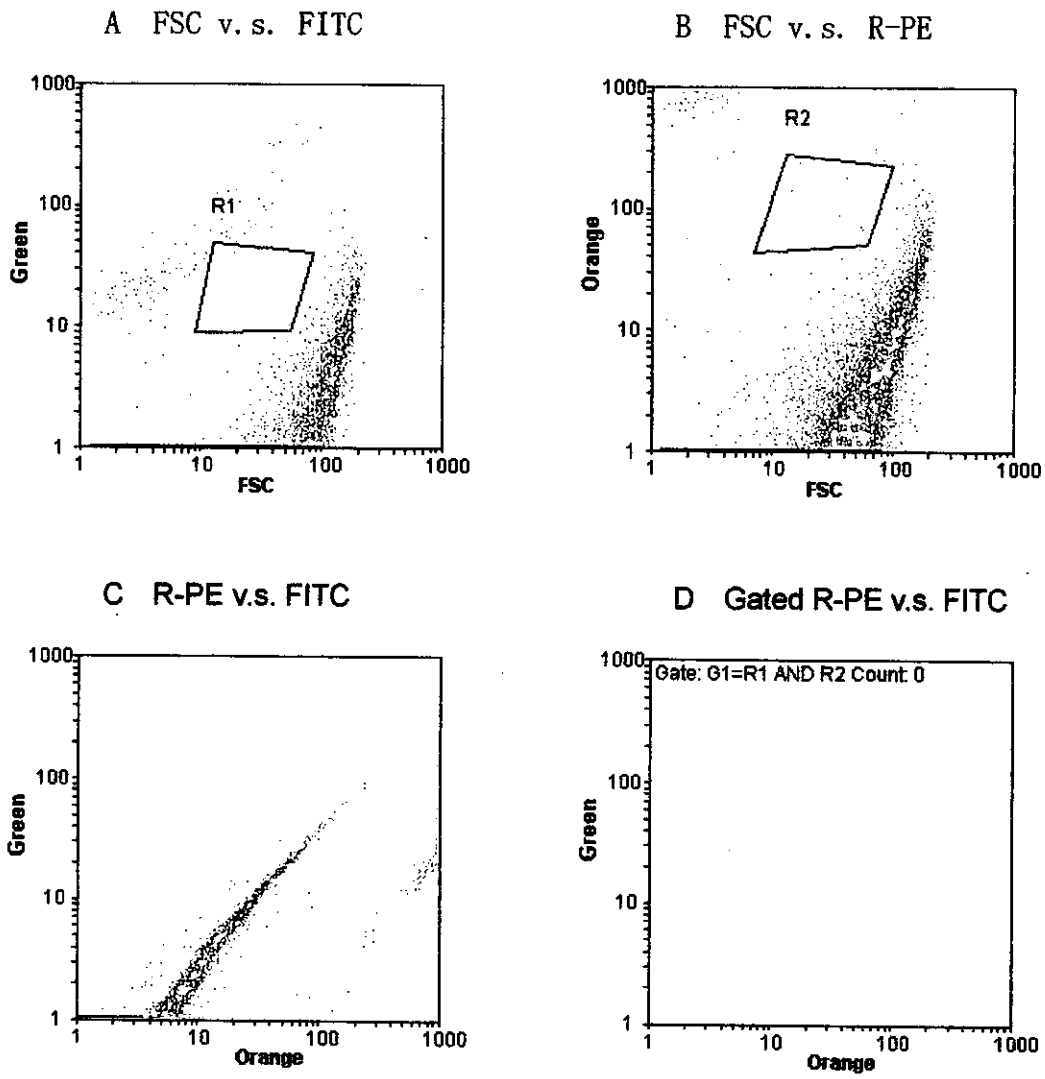 A FSC v.s. FITC
1000
100
10
1
Green
R1
1
10
100
1000
FSC
B FSC v.s. R-PE
1000
100
10
1
Orange
R2
1
10
100
1000
FSC
C R-PE v.s. FITC
1000
100
10
1
Green
1
10
100
1000
Orange
D Gated R-PE v.s. FITC
1000
100
10
1
Green
Gate: G1=R1 AND R2 Count: 0
1
10
100
1000
Orange